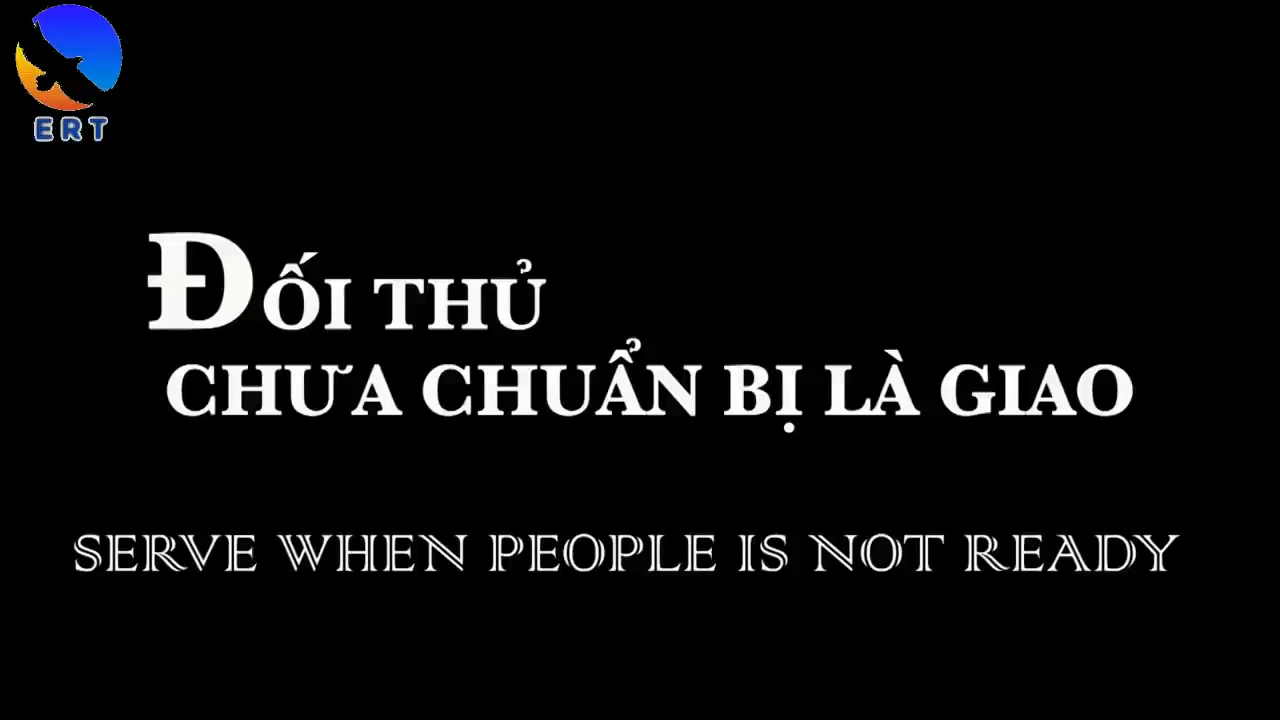 ERT
ĐỐI THỦ
CHƯA CHUẨN BỊ LÀ GIAO
SERVE WHEN PEOPLE IS NOT READY